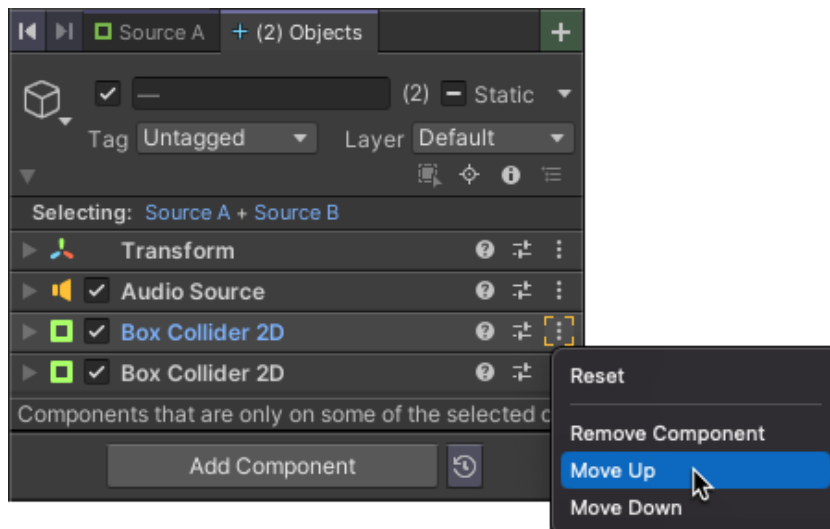 Source A (2) Objects
— (2) Static
Tag Untagged Layer Default
Selecting: Source A + Source B
Transform
Audio Source
Box Collider 2D
Box Collider 2D
Components that are only on some of the selected
Add Component
Reset
Remove Component
Move Up
Move Down